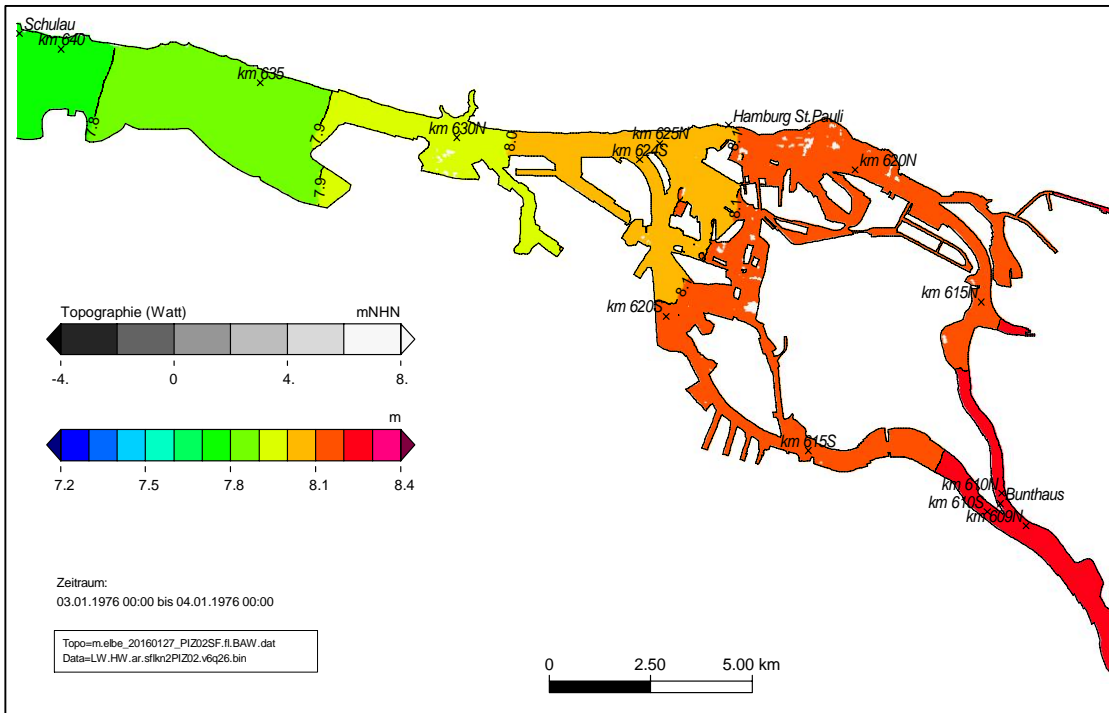 Schulau
km 640
km 635
7.8
7.9
7.9
km 630N
8.0
km 625N
km 624S
Hamburg St.Pauli
8.1
km 620N
8.1
8.1
km 620S
km 615N
km 615S
km 610N
Bunthaus
km 610S
km 609N
Topographie (Watt) mNHN
-4. 0 4. 8.
m
7.2 7.5 7.8 8.1 8.4
Zeitraum:
03.01.1976 00:00 bis 04.01.1976 00:00
Topo=m.elbe_20160127_PIZ02SF.fl.BAW.dat
Data=LW.HW.ar.sflkn2PIZ02.v6q26.bin
0 2.50 5.00 km